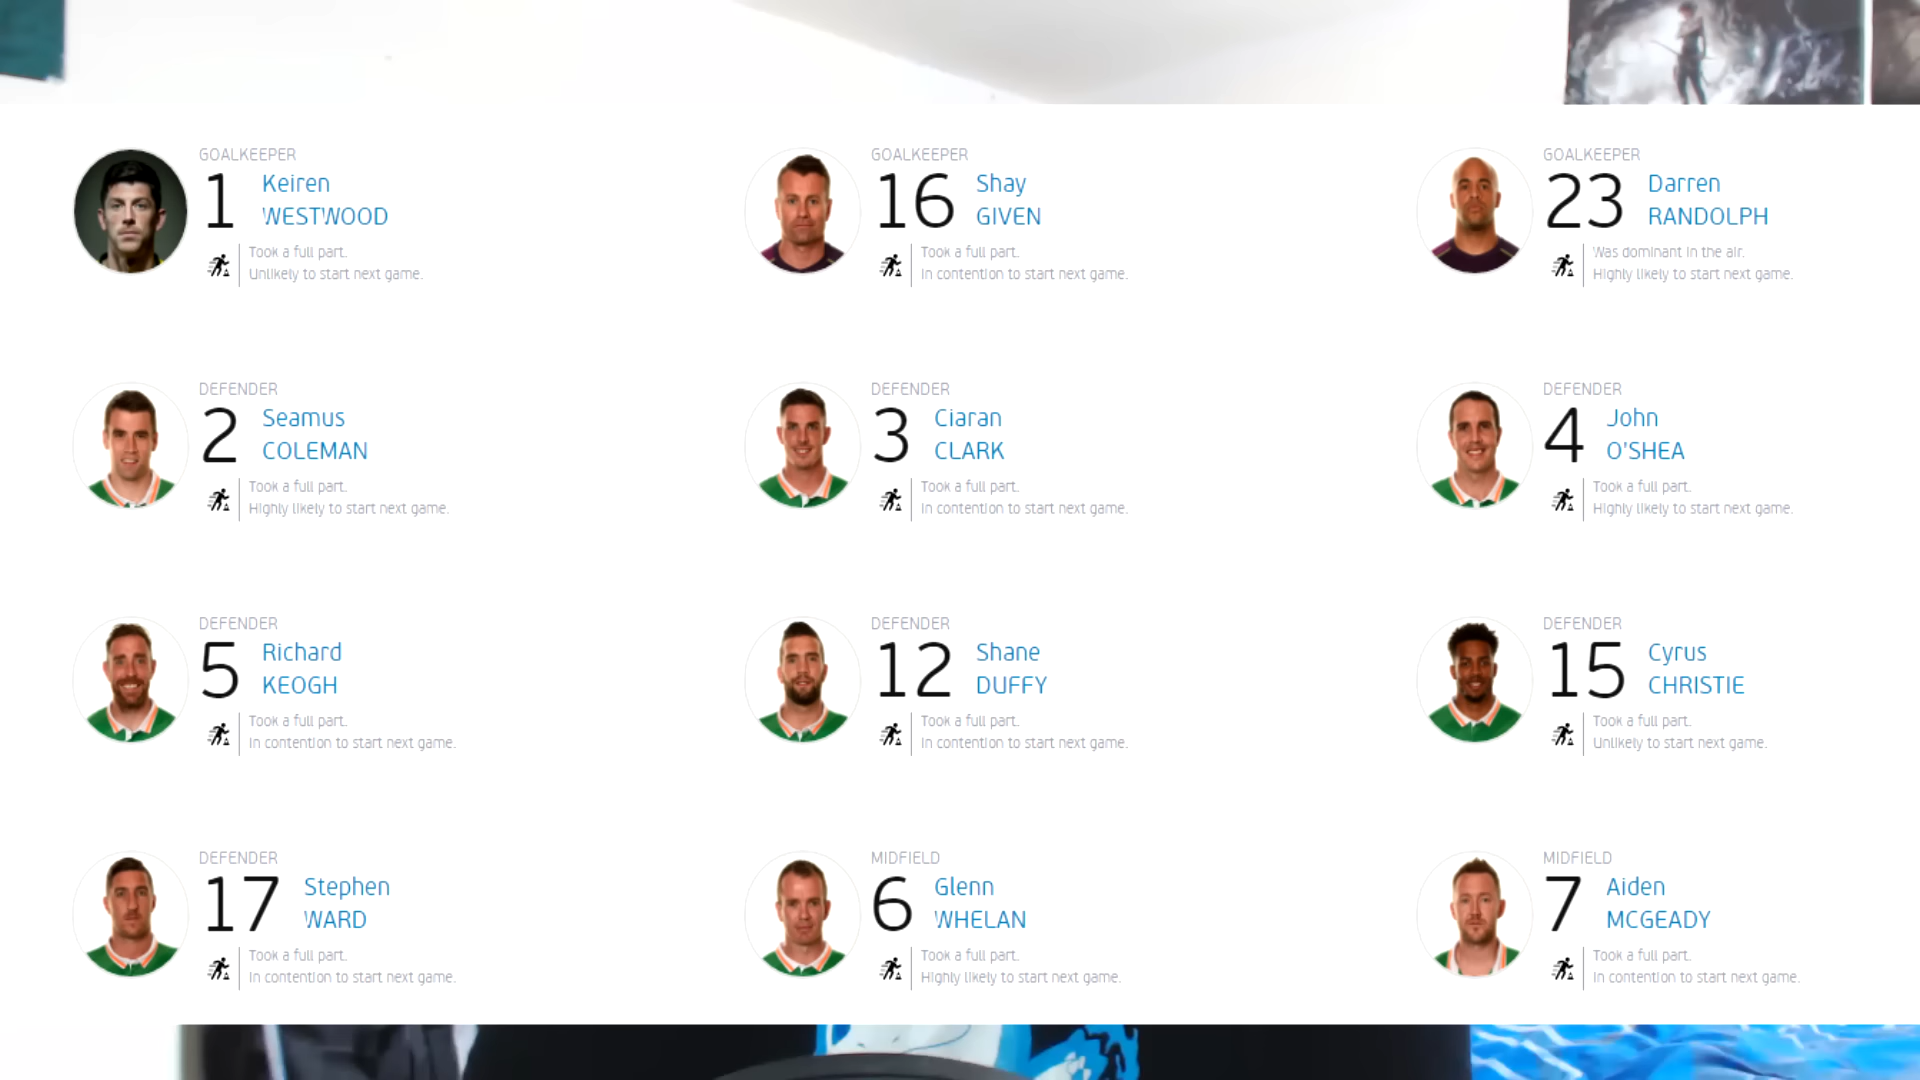 GOALKEEPER
1
Keiren
WESTWOOD
Took a full part.
Unlikely to start next game.
GOALKEEPER
16
Shay
GIVEN
Took a full part.
In contention to start next game.
GOALKEEPER
23
Darren
RANDOLPH
Was dominant in the air.
Highly likely to start next game.
DEFENDER
2
Seamus
COLEMAN
Took a full part.
Highly likely to start next game.
DEFENDER
3
Ciaran
CLARK
Took a full part.
In contention to start next game.
DEFENDER
4
John
O'SHEA
Took a full part.
Highly likely to start next game.
DEFENDER
5
Richard
KEOGH
Took a full part.
In contention to start next game.
DEFENDER
12
Shane
DUFFY
Took a full part.
In contention to start next game.
DEFENDER
15
Cyrus
CHRISTIE
Took a full part.
Unlikely to start next game.
DEFENDER
17
Stephen
WARD
Took a full part.
In contention to start next game.
MIDFIELD
6
Glenn
WHELAN
Took a full part.
Highly likely to start next game.
MIDFIELD
7
Aiden
MCGEADY
Took a full part.
In contention to start next game.